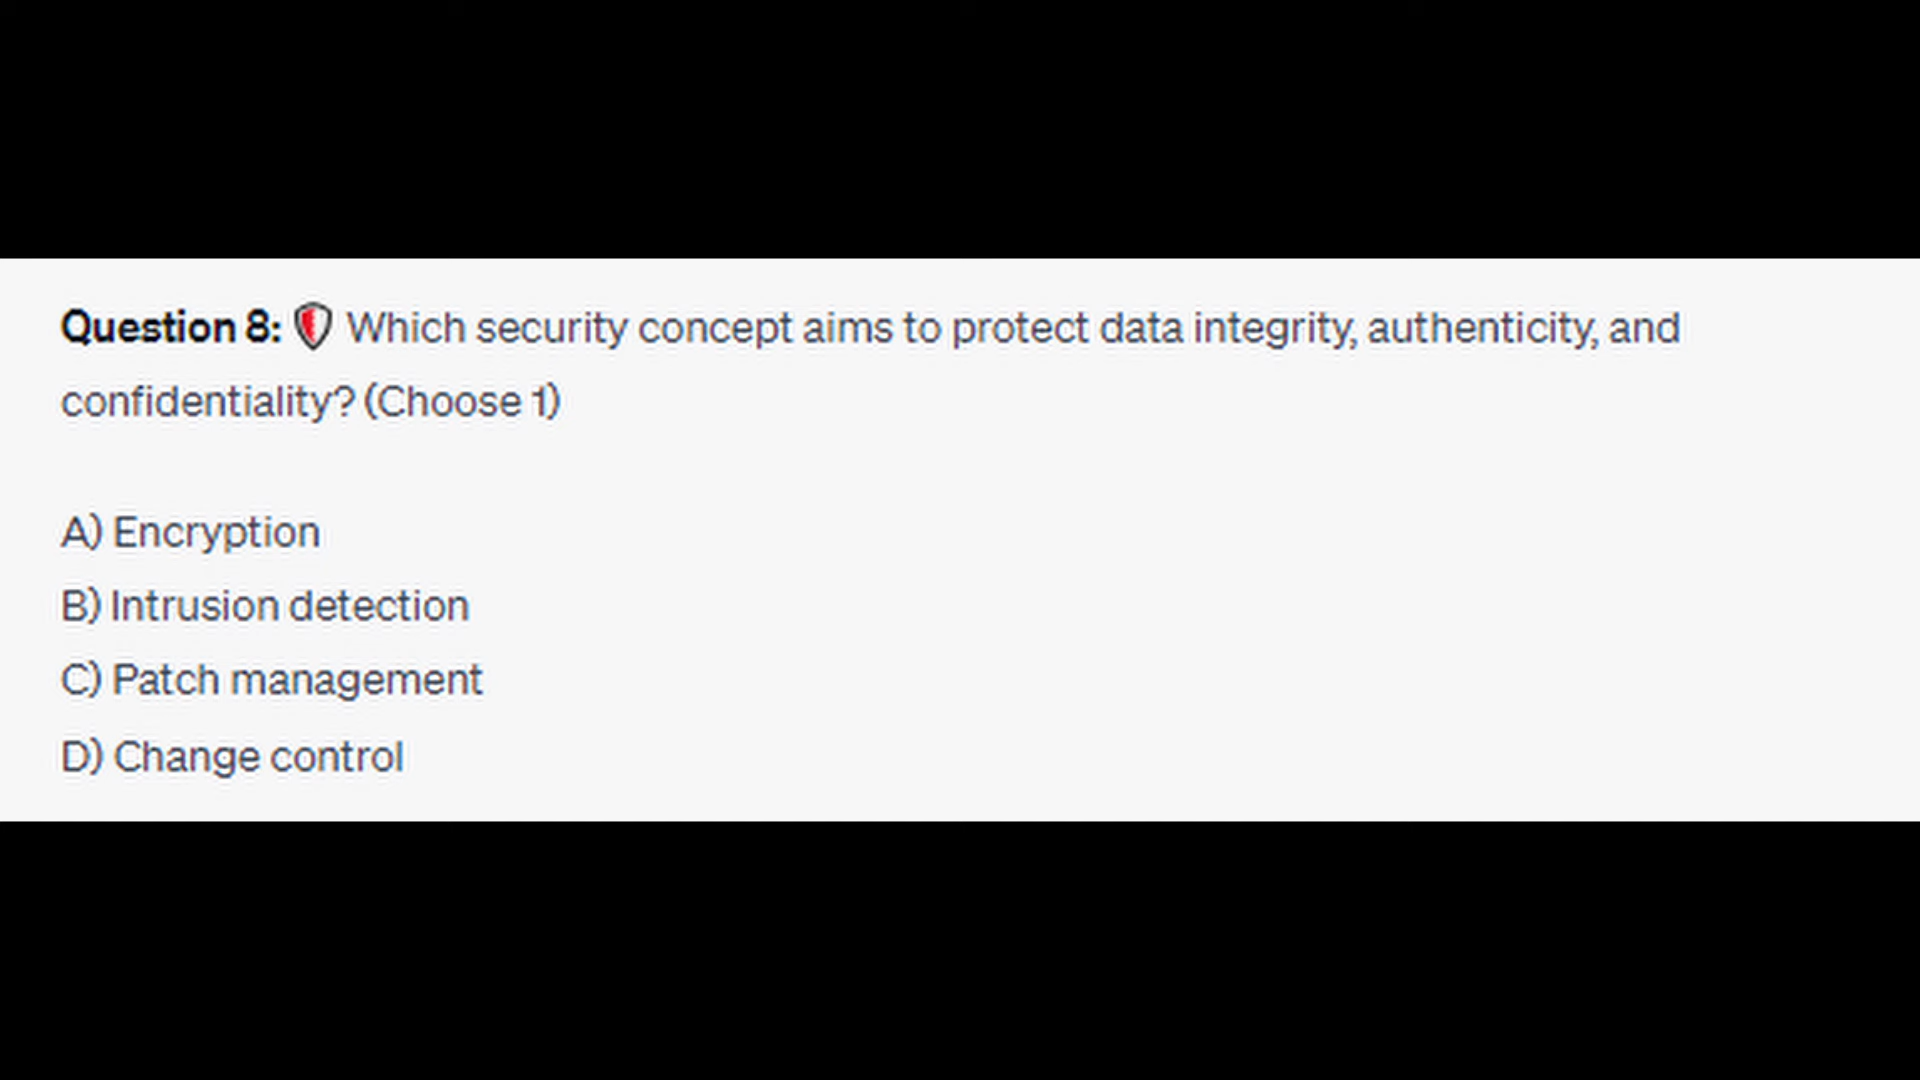 Question 8: 🛡 Which security concept aims to protect data integrity, authenticity, and
confidentiality? (Choose 1)
A) Encryption
B) Intrusion detection
C) Patch management
D) Change control